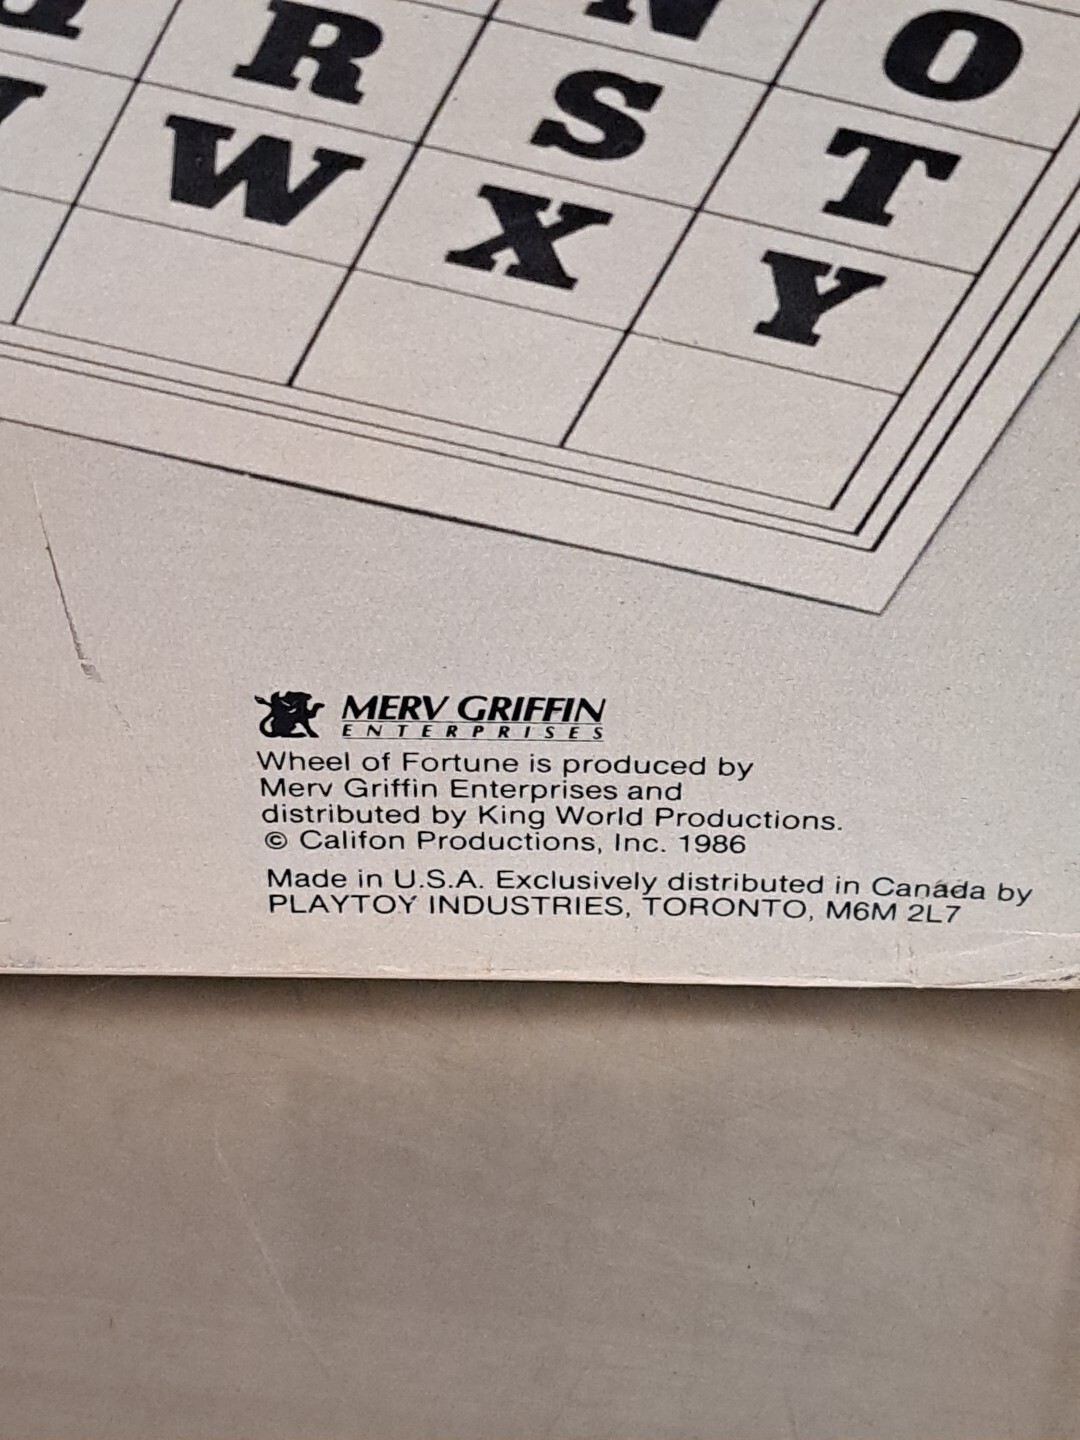 N O
R S T
W X Y
MERV GRIFFIN
ENTERPRISES
Wheel of Fortune is produced by
Merv Griffin Enterprises and
distributed by King World Productions.
© Califon Productions, Inc. 1986
Made in U.S.A. Exclusively distributed in Canada by
PLAYTOY INDUSTRIES, TORONTO, M6M 2L7